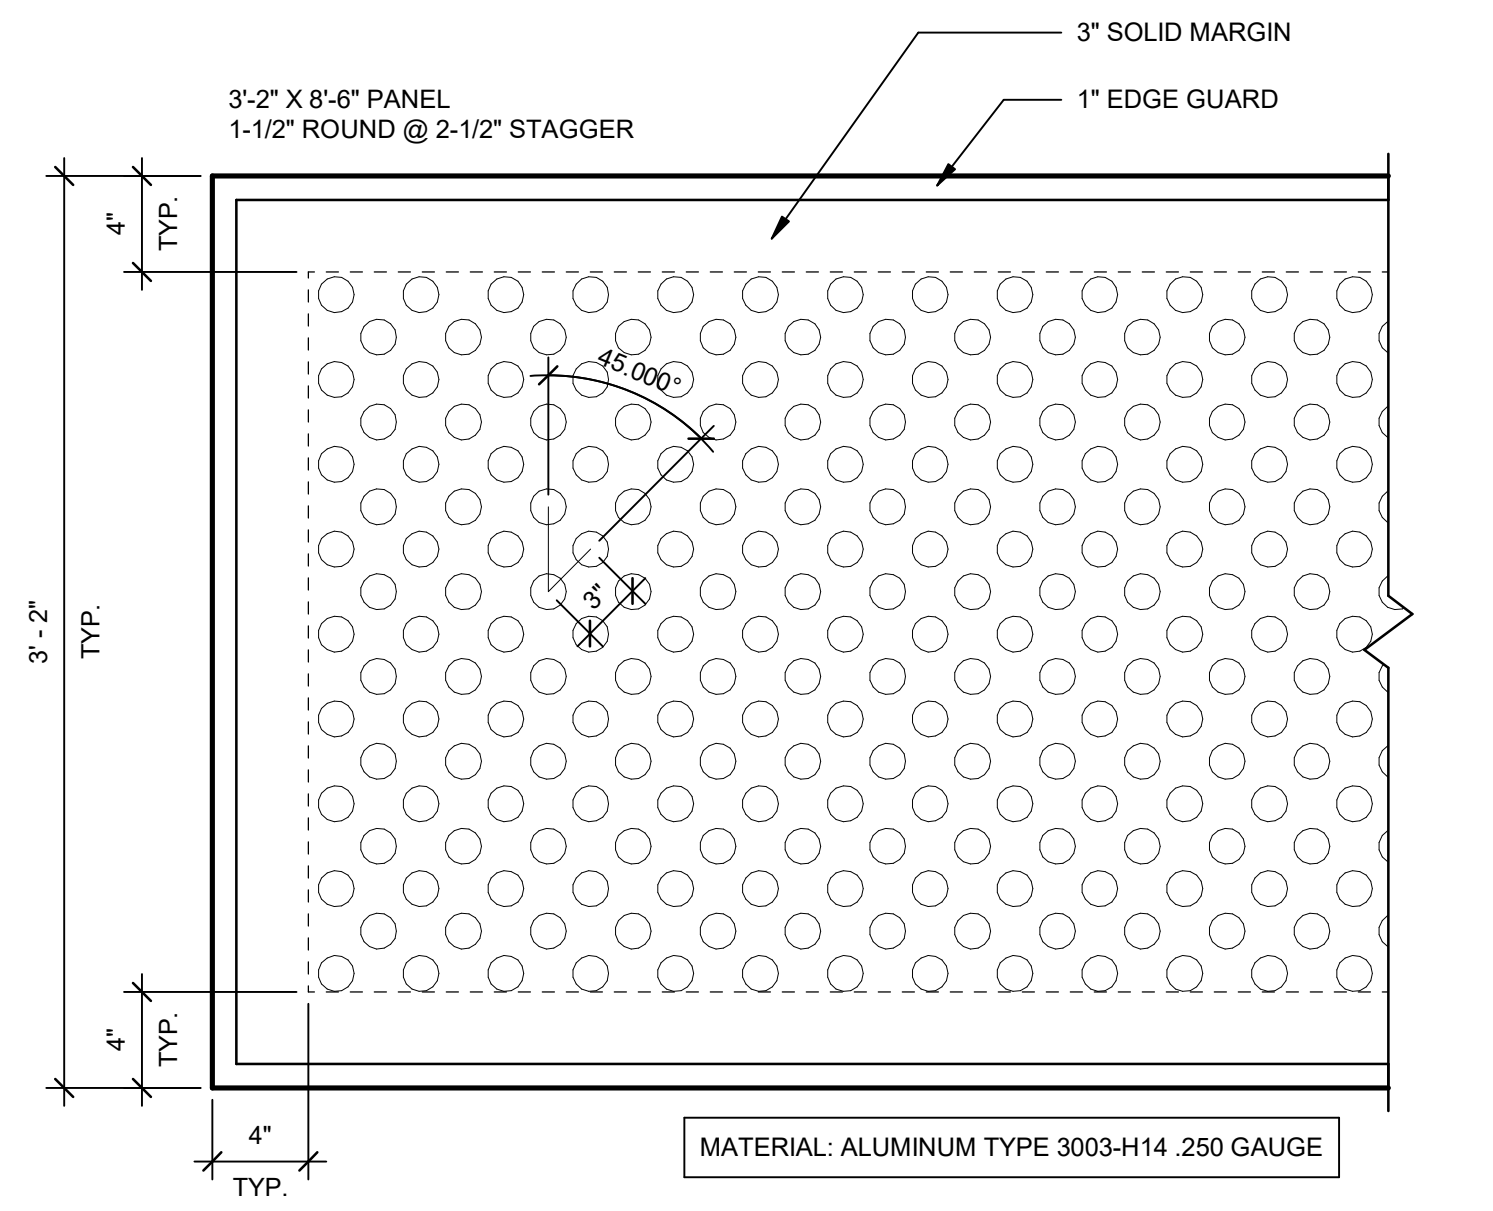 3" SOLID MARGIN
1" EDGE GUARD
3'-2" X 8'-6" PANEL
1-1/2" ROUND @ 2-1/2" STAGGER
4"
TYP.
45.000°
3"
3' - 2"
TYP.
4"
TYP.
4"
TYP.
MATERIAL: ALUMINUM TYPE 3003-H14 .250 GAUGE